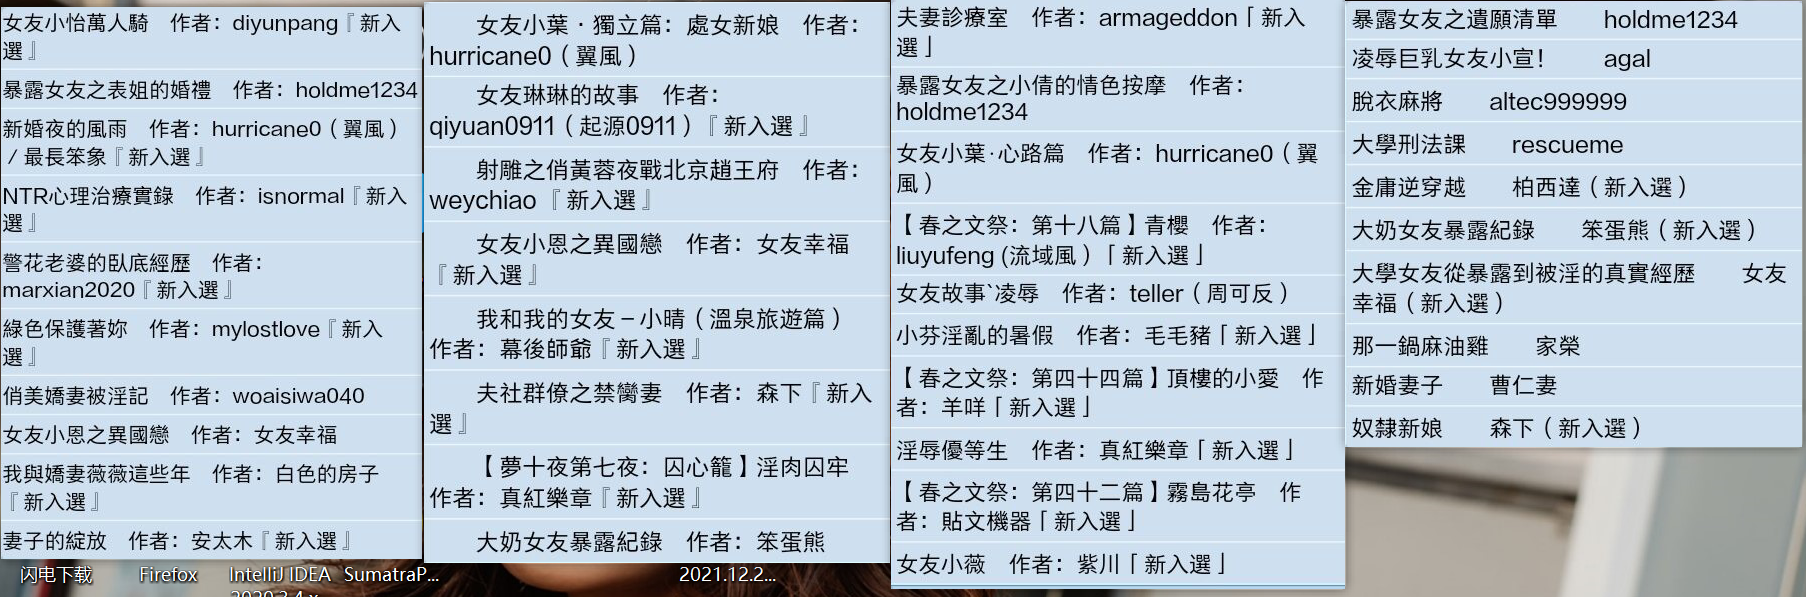 女友小怡萬人騎　作者：diyunpang『新入
選』
暴露女友之表姐的婚禮　作者：holdme1234
新婚夜的風雨　作者：hurricane0（翼風）
／最長笨象『新入選』
NTR心理治療實錄　作者：isnormal『新入
選』
警花老婆的臥底經歷　作者：
marxian2020『新入選』
綠色保護著妳　作者：mylostlove『新入
選』
俏美嬌妻被淫記　作者：woaisiwa040
女友小恩之異國戀　作者：女友幸福
我與嬌妻薇薇這些年　作者：白色的房子
『新入選』
妻子的綻放　作者：安太木『新入選』
女友小葉．獨立篇：處女新娘　作者：
hurricane0（翼風）
女友琳琳的故事　作者：
qiyuan0911（起源0911）『新入選』
射雕之俏黃蓉夜戰北京趙王府　作者：
weychiao『新入選』
女友小恩之異國戀　作者：女友幸福
『新入選』
我和我的女友－小晴（溫泉旅遊篇）
作者：幕後師爺『新入選』
夫社群僚之禁臠妻　作者：森下『新入
選』
【夢十夜第七夜：囚心籠】淫肉囚牢
作者：真紅樂章『新入選』
大奶女友暴露紀錄　作者：笨蛋熊
夫妻診療室　作者：armageddon「新入
選」
暴露女友之小倩的情色按摩　作者：
holdme1234
女友小葉·心路篇　作者：hurricane0（翼
風）
【春之文祭：第十八篇】青櫻　作者：
liuyufeng (流域風）「新入選」
女友故事`凌辱　作者：teller（周可反）
小芬淫亂的暑假　作者：毛毛豬「新入選」
【春之文祭：第四十四篇】頂樓的小愛　作
者：羊咩「新入選」
淫辱優等生　作者：真紅樂章「新入選」
【春之文祭：第四十二篇】霧島花亭　作
者：貼文機器「新入選」
女友小薇　作者：紫川「新入選」
暴露女友之遺願清單　　holdme1234
凌辱巨乳女友小宣！　　agal
脫衣麻將　　altec999999
大學刑法課　　rescueme
金庸逆穿越　　柏西達（新入選）
大奶女友暴露紀錄　　笨蛋熊（新入選）
大學女友從暴露到被淫的真實經歷　　女友
幸福（新入選）
那一鍋麻油雞　　家榮
新婚妻子　　曹仁妻
奴隸新娘　　森下（新入選）
闪电下载　Firefox　IntelliJ IDEA　SumatraP...　2021.12.2...
2020.3.4 x